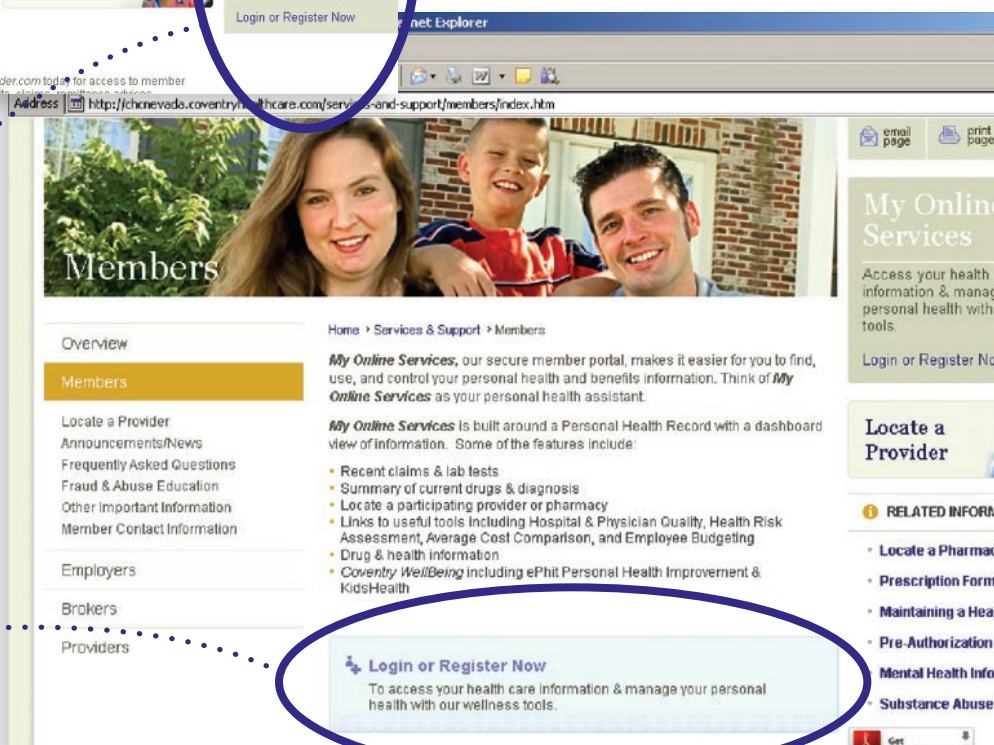 Login or Register Now
net Explorer
der.com today for access to member
Address http://chcnevada.coventryhealthcare.com/services-and-support/members/index.htm
email page
print page
Members
My Online
Services
Access your health
information & manag
personal health with
tools.
Login or Register No
Locate a
Provider
RELATED INFORM
Locate a Pharmac
Prescription Form
Maintaining a Hea
Pre-Authorization
Mental Health Info
Substance Abuse
Get
Overview
Members
Locate a Provider
Announcements/News
Frequently Asked Questions
Fraud & Abuse Education
Other Important Information
Member Contact Information
Employers
Brokers
Providers
Home › Services & Support › Members
My Online Services, our secure member portal, makes it easier for you to find,
use, and control your personal health and benefits information. Think of My
Online Services as your personal health assistant.
My Online Services is built around a Personal Health Record with a dashboard
view of information. Some of the features include:
• Recent claims & lab tests
• Summary of current drugs & diagnosis
• Locate a participating provider or pharmacy
• Links to useful tools including Hospital & Physician Quality, Health Risk
Assessment, Average Cost Comparison, and Employee Budgeting
• Drug & health information
• Coventry WellBeing including ePhit Personal Health Improvement &
KidsHealth
Login or Register Now
To access your health care information & manage your personal
health with our wellness tools.